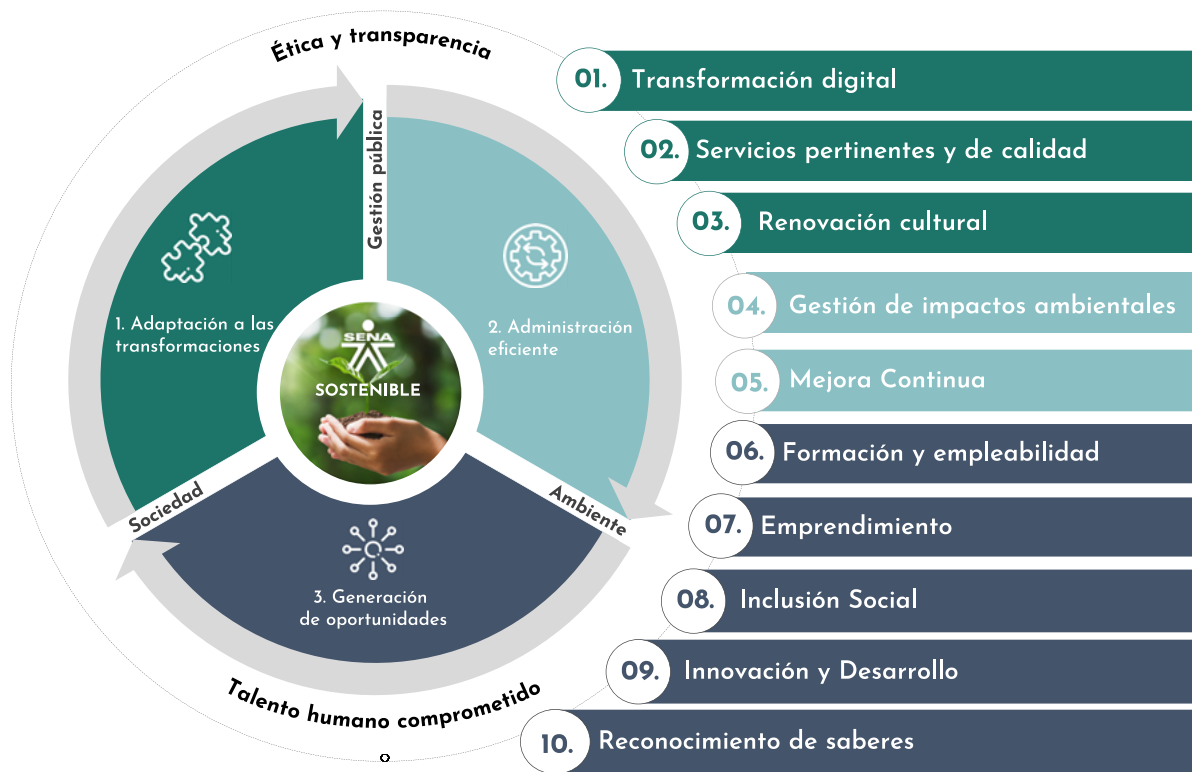 Ética y transparencia
Gestión pública
1. Adaptación a las
transformaciones
2. Administración
eficiente
SENA
SOSTENIBLE
Sociedad
Ambiente
3. Generación
de oportunidades
Talento humano comprometido
01. Transformación digital
02. Servicios pertinentes y de calidad
03. Renovación cultural
04. Gestión de impactos ambientales
05. Mejora Continua
06. Formación y empleabilidad
07. Emprendimiento
08. Inclusión Social
09. Innovación y Desarrollo
10. Reconocimiento de saberes